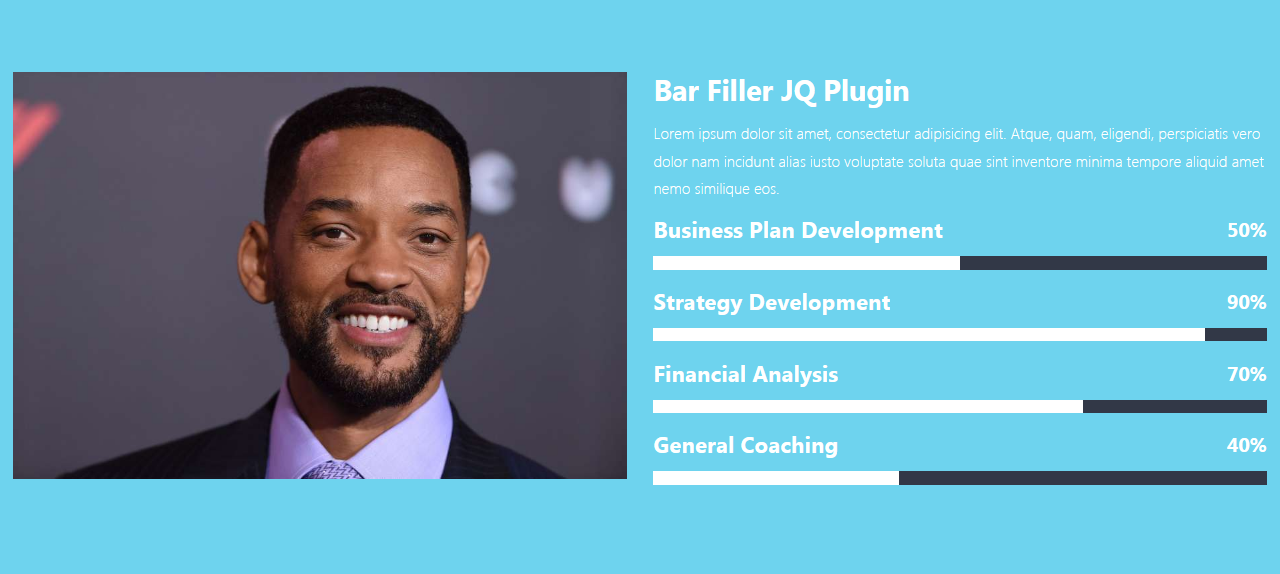 Bar Filler JQ Plugin
Lorem ipsum dolor sit amet, consectetur adipisicing elit. Atque, quam, eligendi, perspiciatis vero
dolor nam incidunt alias iusto voluptate soluta quae sint inventore minima tempore aliquid amet
nemo similique eos.
Business Plan Development 50%
Strategy Development 90%
Financial Analysis 70%
General Coaching 40%